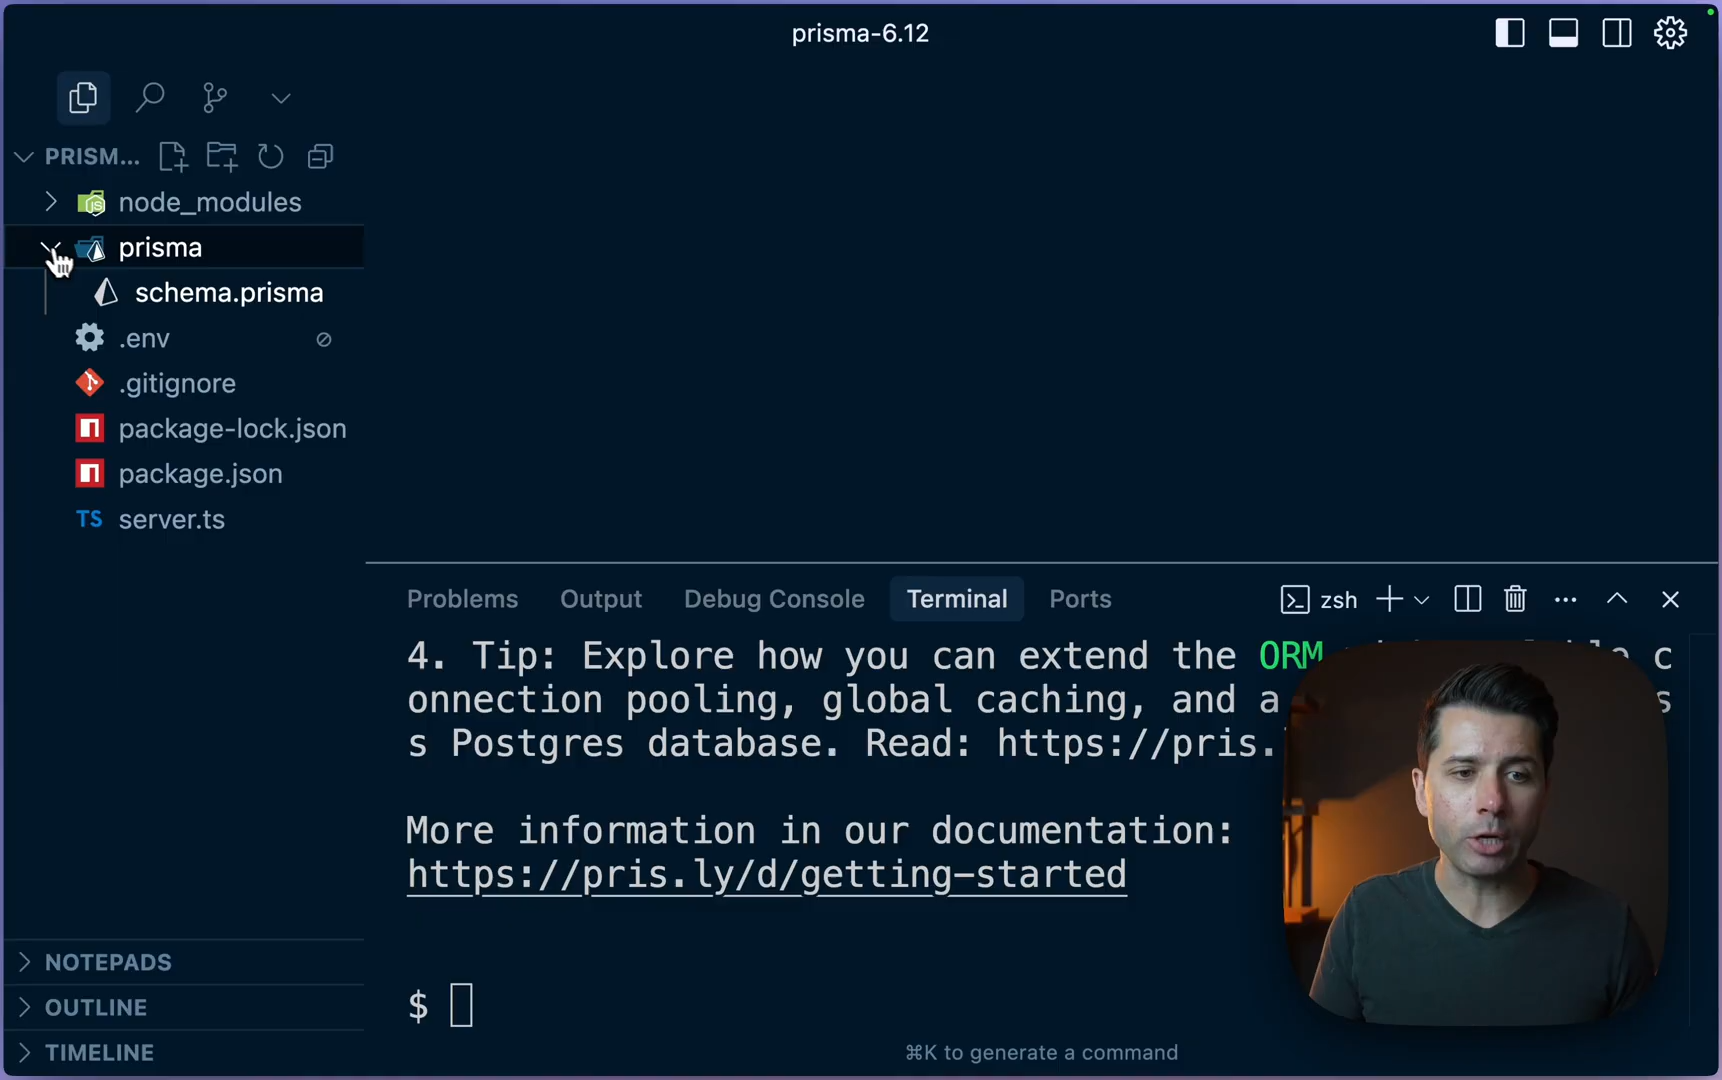 prisma-6.12
PRISM...
node_modules
prisma
schema.prisma
.env
.gitignore
package-lock.json
package.json
TS server.ts
Problems Output Debug Console Terminal Ports
zsh
4. Tip: Explore how you can extend the ORM c
onnection pooling, global caching, and a s
s Postgres database. Read: https://pris.
More information in our documentation:
https://pris.ly/d/getting-started
$
NOTEPADS
OUTLINE
TIMELINE
⌘K to generate a command